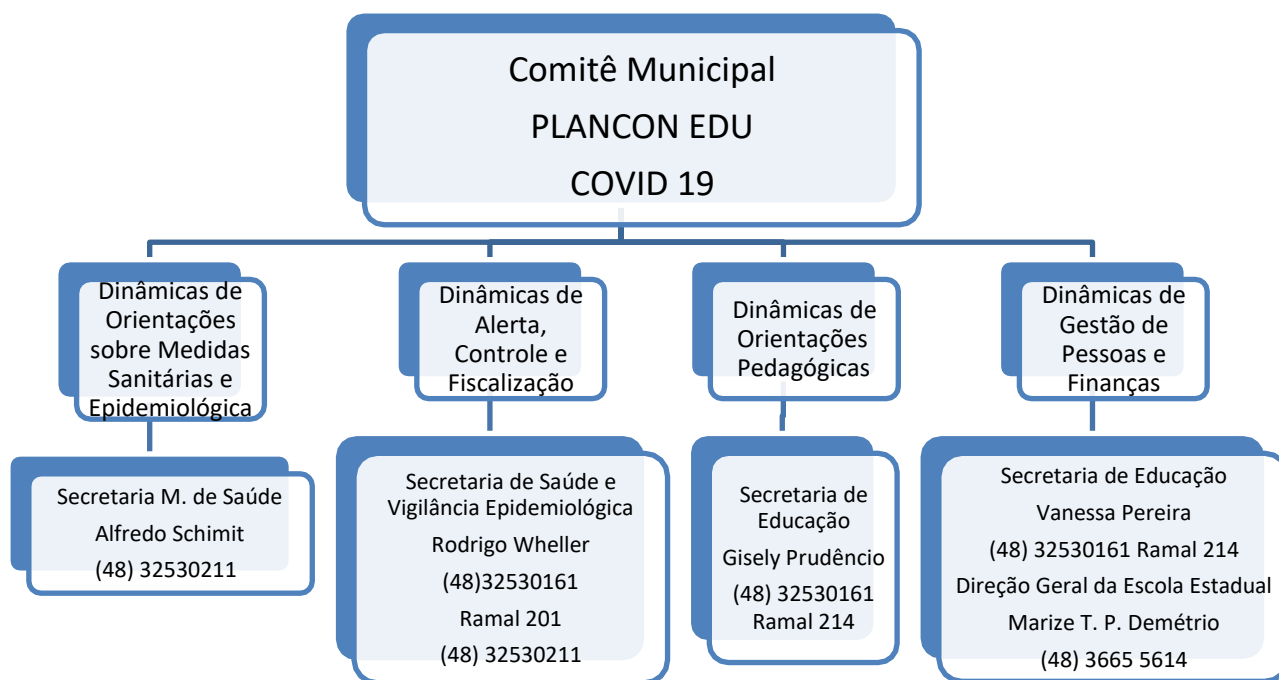 Comitê Municipal
PLANCON EDU
COVID 19
Dinâmicas de
Orientações
sobre Medidas
Sanitárias e
Epidemiológica
Dinâmicas de
Alerta,
Controle e
Fiscalização
Dinâmicas de
Orientações
Pedagógicas
Dinâmicas de
Gestão de
Pessoas e
Finanças
Secretaria M. de Saúde
Alfredo Schimit
(48) 32530211
Secretaria de Saúde e
Vigilância Epidemiológica
Rodrigo Wheller
(48)32530161
Ramal 201
(48) 32530211
Secretaria de
Educação
Gisely Prudêncio
(48) 32530161
Ramal 214
Secretaria de Educação
Vanessa Pereira
(48) 32530161 Ramal 214
Direção Geral da Escola Estadual
Marize T. P. Demétrio
(48) 3665 5614